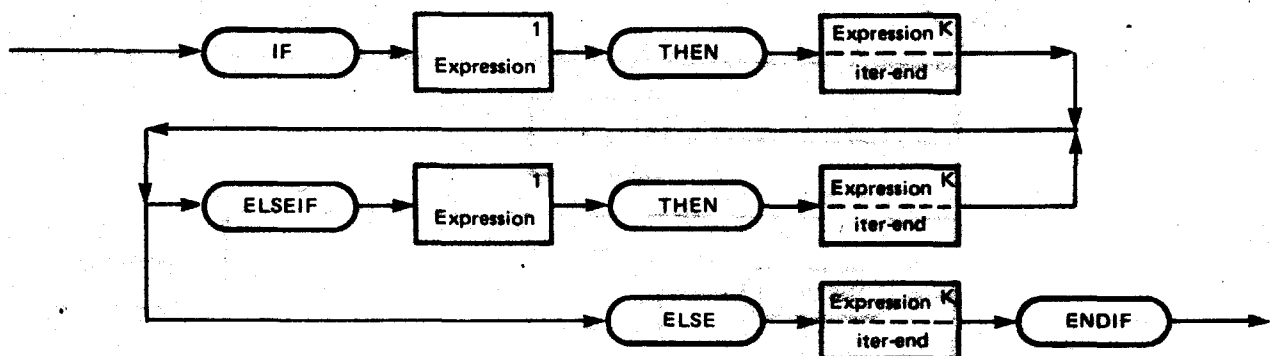 IF 1 Expression THEN Expression K iter-end
ELSEIF 1 Expression THEN Expression K iter-end
ELSE Expression K iter-end ENDIF